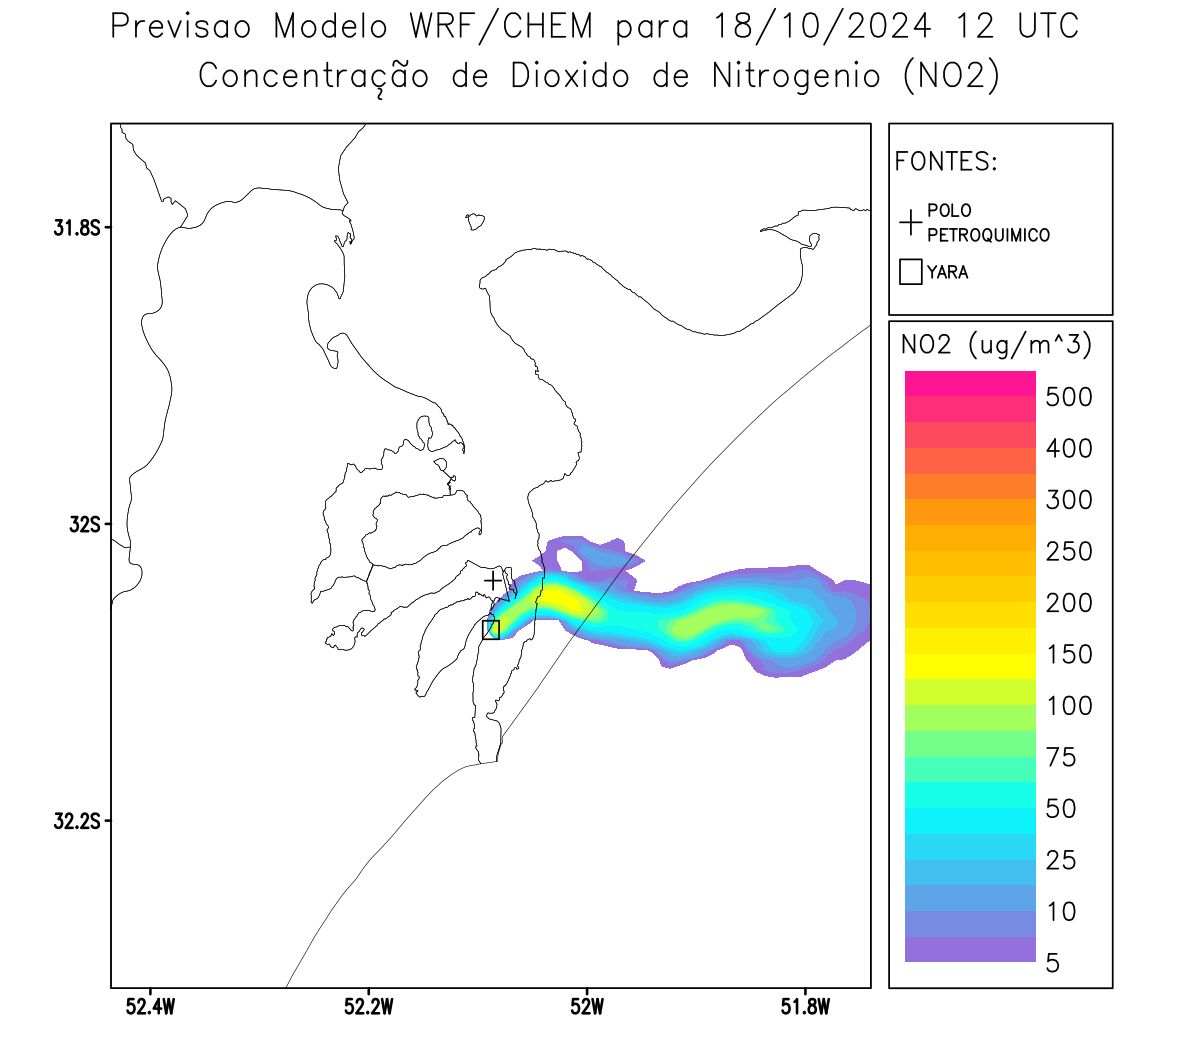 Previsao Modelo WRF/CHEM para 18/10/2024 12 UTC
Concentração de Dioxido de Nitrogenio (NO2)
FONTES:
POLO
PETROQUIMICO
YARA
NO2 (ug/m^3)
500
400
300
250
200
150
100
75
50
25
10
5
31.8S
32S
32.2S
52.4W
52.2W
52W
51.8W